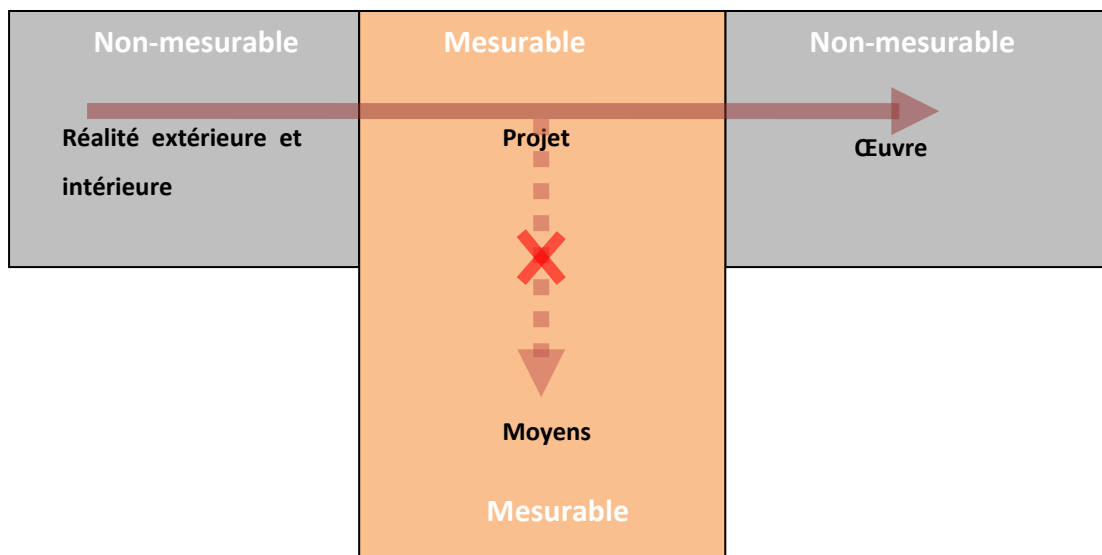 Non-mesurable
Mesurable
Non-mesurable
Réalité extérieure et
intérieure
Projet
Œuvre
Moyens
Mesurable